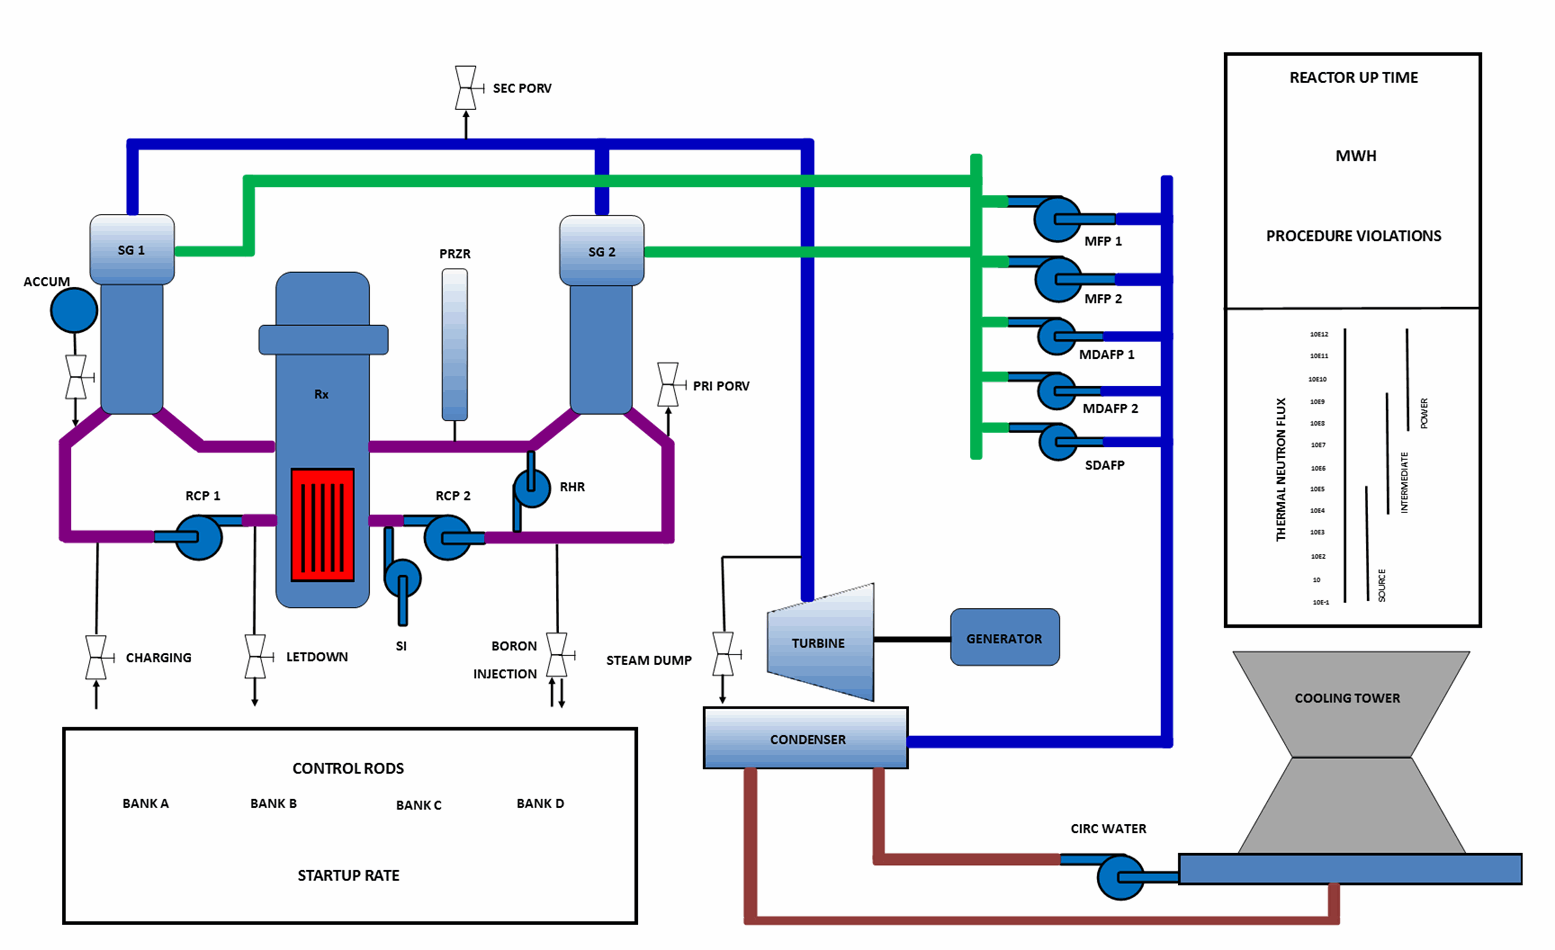 SEC PORV
REACTOR UP TIME
MWH
PROCEDURE VIOLATIONS
SG 1
SG 2
PRZR
ACCUM
Rx
PRI PORV
MFP 1
MFP 2
MDAFP 1
MDAFP 2
SDAFP
RCP 1
RCP 2
RHR
SI
CHARGING
LETDOWN
BORON
INJECTION
STEAM DUMP
TURBINE
GENERATOR
CONDENSER
THERMAL NEUTRON FLUX
10E12
10E11
10E10
10E9
10E8
10E7
10E6
10E5
10E4
10E3
10E2
10
10E-1
SOURCE
INTERMEDIATE
POWER
COOLING TOWER
CIRC WATER
CONTROL RODS
BANK A BANK B BANK C BANK D
STARTUP RATE